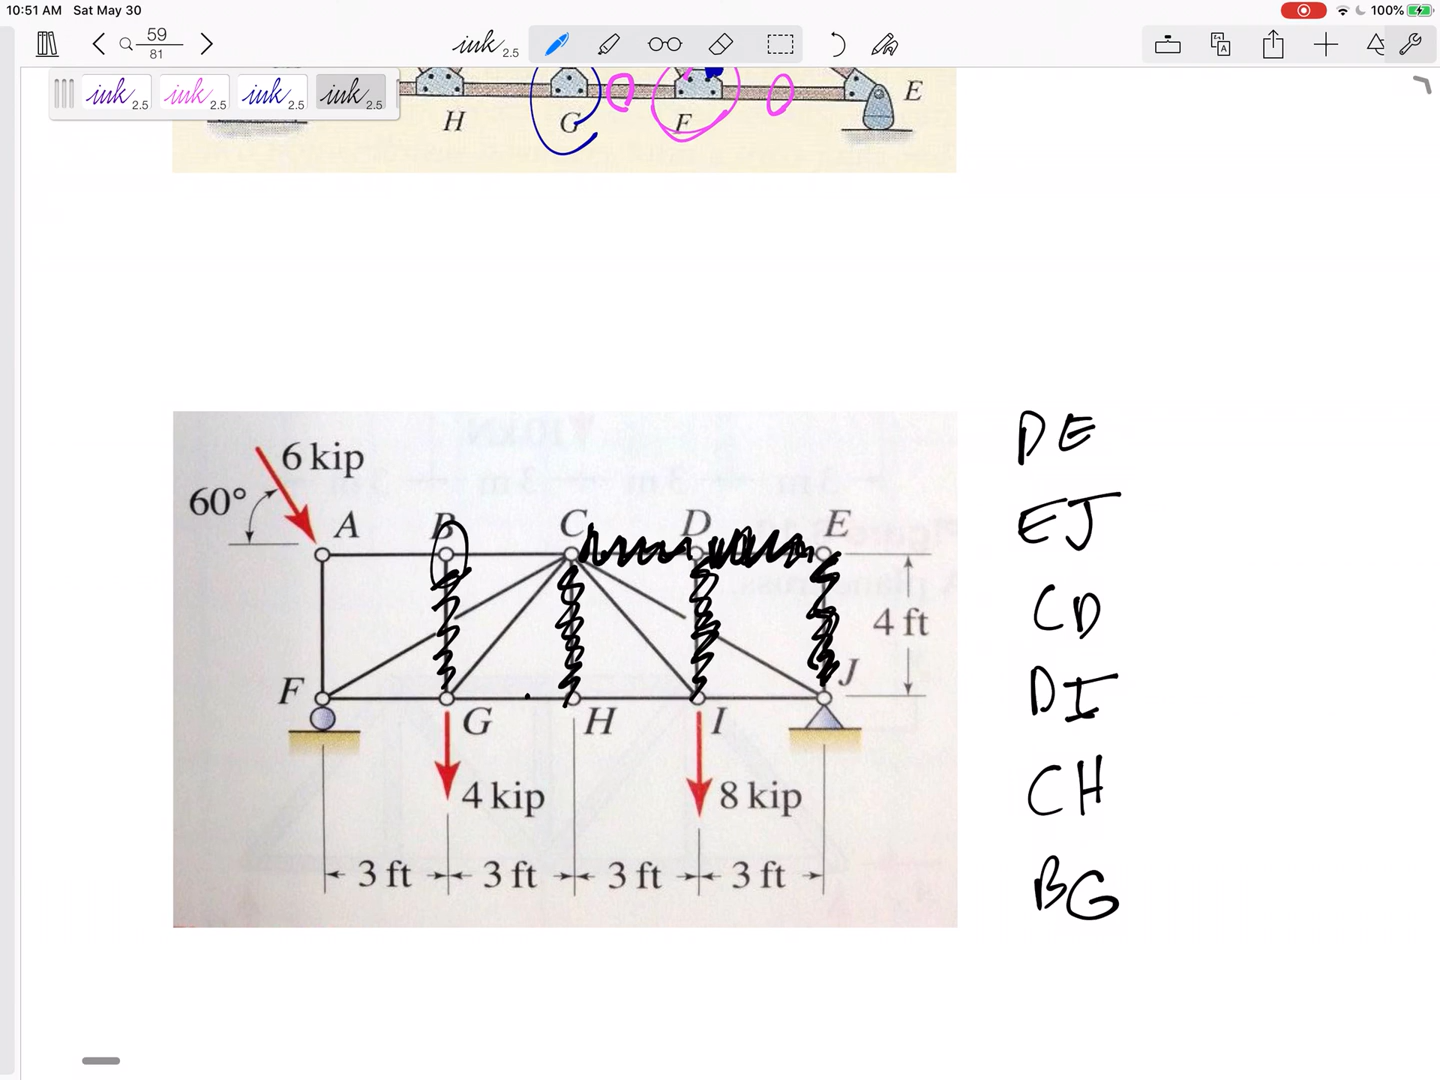 10:51 AM Sat May 30
100%
59
81
ink 2.5
ink 2.5 ink 2.5 ink 2.5 ink 2.5
H G F E
6 kip
60°
A B C D E
4 ft
F G H I J
4 kip 8 kip
3 ft 3 ft 3 ft 3 ft
DE
EJ
CD
DI
CH
BG